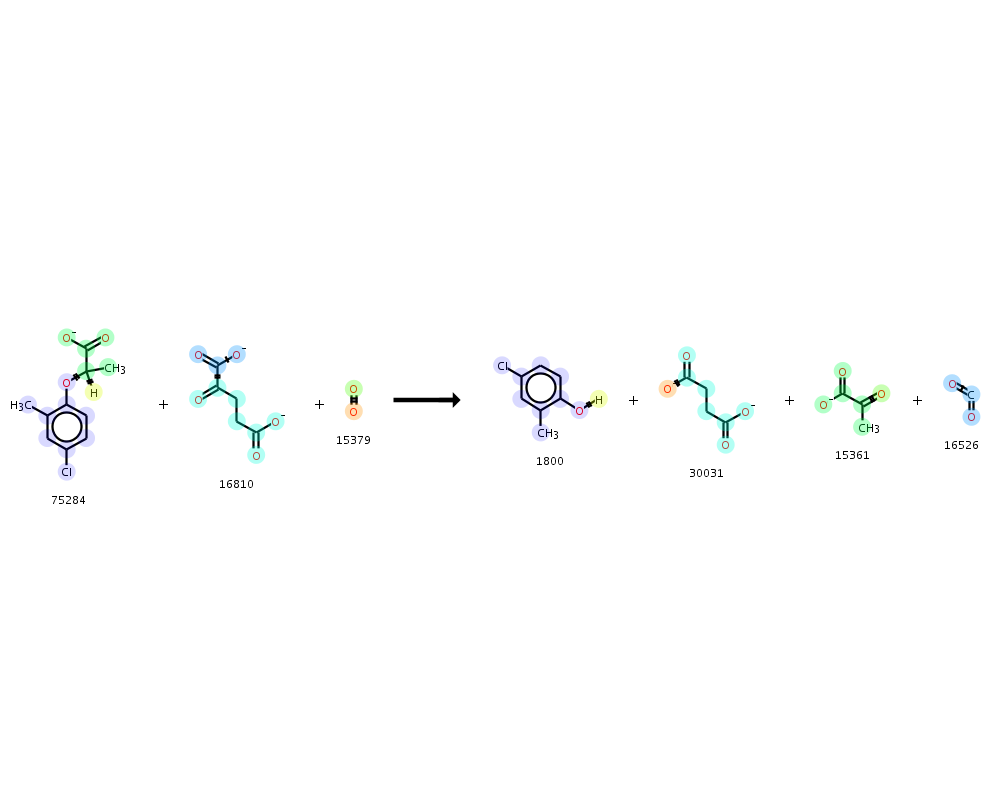 O⁻ O
CH3
O H
H3C
Cl
75284
+
O O⁻
O
O⁻
O
16810
+
O
O
15379
Cl
O H
CH3
1800
+
O
O
O⁻
O
30031
+
O
O⁻ O
CH3
15361
+
O
C
O
16526